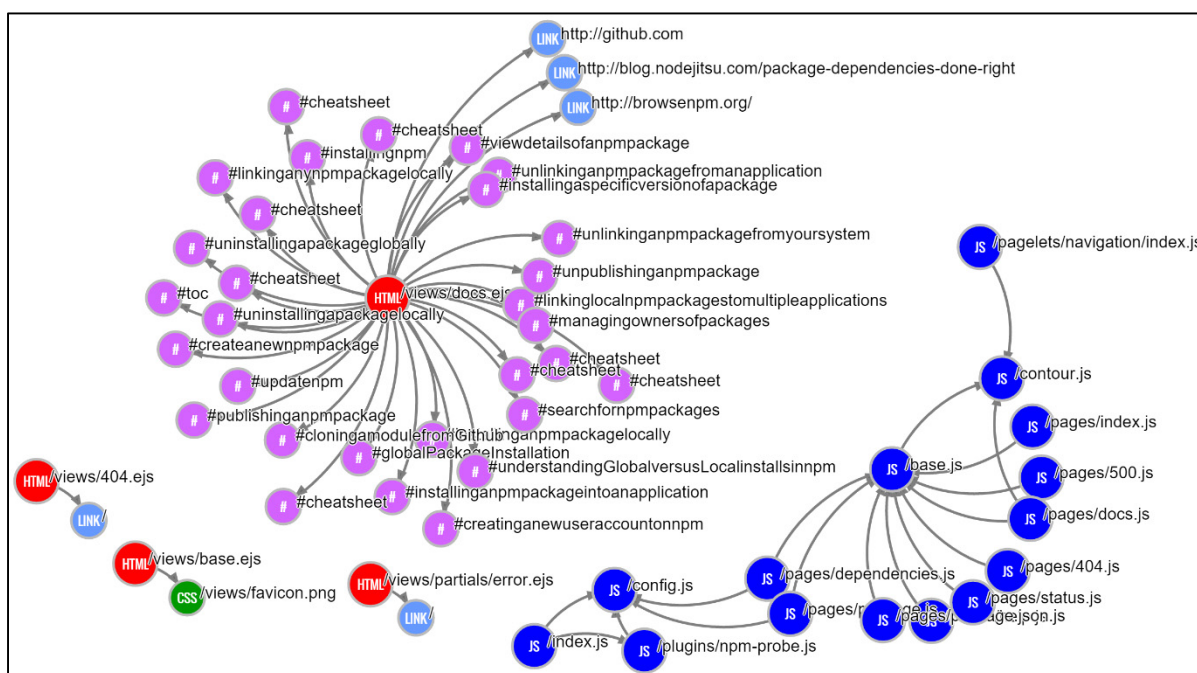 LINK http://github.com
LINK http://blog.nodejitsu.com/package-dependencies-done-right
LINK http://browsenpm.org/
# #cheatsheet
# #cheatsheet
# #viewdetailsofanpmpackage
# #installingnpm
# #unlinkinganpmpackagefromanapplication
# #linkinganynpmpackagelocally
# #installingaspecificversionofapackage
# #cheatsheet
# #unlinkinganpmpackagefromyoursystem
# #uninstallingapackageglobally
JS /pagelets/navigation/index.js
# #unpublishinganpmpackage
# #cheatsheet
# #toc
HTML /views/docs.ejs
# #linkinglocalnpmpackagestomultipleapplications
# #uninstallingapackagelocally
# #managingownersofpackages
# #createanewnpmpackage
# #cheatsheet
# #cheatsheet
JS /contour.js
# #updatenpm
# #cheatsheet
# #publishinganpmpackage
# #searchfornpmpackages
JS /pages/index.js
# #cloningamodulefromGithub
# #globalPackageInstallation
JS /base.js
# #understandingGlobalversusLocalinstallsinnpm
JS /pages/500.js
HTML /views/404.ejs
# #cheatsheet
# #installinganpmpackageintoanapplication
LINK /
# #creatinganewuseraccountonnpm
JS /pages/docs.js
HTML /views/base.ejs
JS /pages/404.js
JS /pages/dependencies.js
HTML /views/partials/error.ejs
JS /config.js
CSS /views/favicon.png
JS /pages/status.js
LINK /
JS
JS
JS
JS /index.js
JS /plugins/npm-probe.js